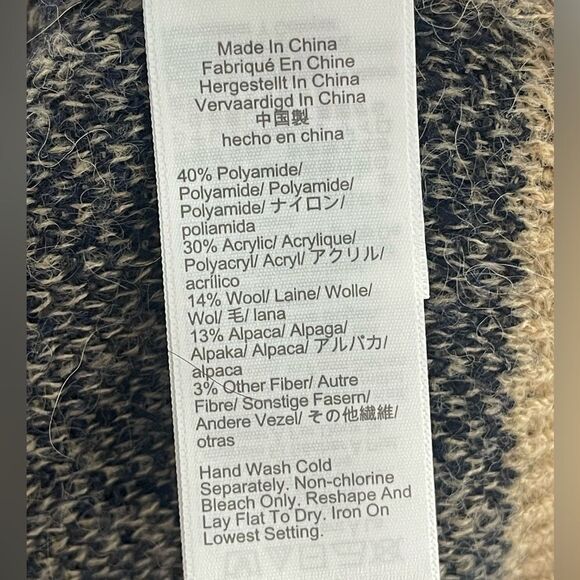 Made In China
Fabriqué En Chine
Hergestellt In China
Vervaardigd In China
中国製
hecho en china
40% Polyamide/
Polyamide/ Polyamide/
Polyamide/ ナイロン/
poliamida
30% Acrylic/ Acrylique/
Polyacryl/ Acryl/ アクリル/
acrílico
14% Wool/ Laine/ Wolle/
Wol/ 毛/ lana
13% Alpaca/ Alpaga/
Alpaka/ Alpaca/ アルパカ/
alpaca
3% Other Fiber/ Autre
Fibre/ Sonstige Fasern/
Andere Vezel/ その他繊維/
otras
Hand Wash Cold
Separately. Non-chlorine
Bleach Only. Reshape And
Lay Flat To Dry. Iron On
Lowest Setting.